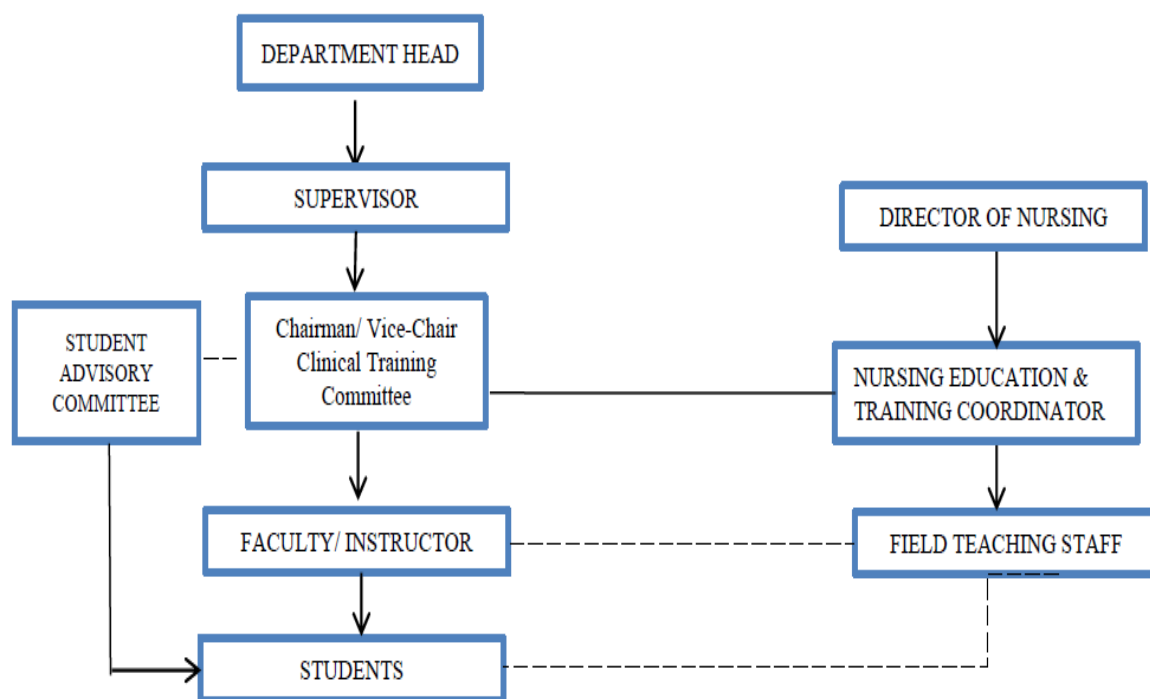 DEPARTMENT HEAD
SUPERVISOR
DIRECTOR OF NURSING
STUDENT
ADVISORY
COMMITTEE
Chairman/ Vice-Chair
Clinical Training
Committee
NURSING EDUCATION &
TRAINING COORDINATOR
FACULTY/ INSTRUCTOR
FIELD TEACHING STAFF
STUDENTS